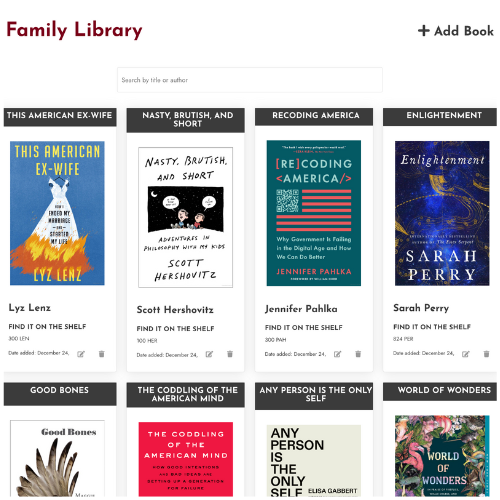 Family Library
Add Book
Search by title or author
THIS AMERICAN EX-WIFE
THIS AMERICAN
EX-WIFE
HOW I
ENDED MY
MARRIAGE
AND
STARTED
MY LIFE
LYZ LENZ
Lyz Lenz
FIND IT ON THE SHELF
300 LEN
Date added: December 24,
NASTY, BRUTISH, AND
SHORT
NASTY, BRUTISH,
AND SHORT
ADVENTURES IN
PHILOSOPHY WITH MY KIDS
SCOTT
HERSHOVITZ
Scott Hershovitz
FIND IT ON THE SHELF
100 HER
Date added: December 24,
RECODING AMERICA
[RE]CODING
<AMERICA/>
Why Government Is Failing
in the Digital Age and How
We Can Do Better
JENNIFER PAHLKA
Jennifer Pahlka
FIND IT ON THE SHELF
300 PAH
Date added: December 24,
ENLIGHTENMENT
Enlightenment
AUTHOR OF The Essex Serpent
SARAH
PERRY
Sarah Perry
FIND IT ON THE SHELF
824 PER
Date added: December 24,
GOOD BONES
Good Bones
Maggie
THE CODDLING OF THE
AMERICAN MIND
THE CODDLING
OF THE
AMERICAN MIND
HOW GOOD INTENTIONS
AND BAD IDEAS ARE
SETTING UP A GENERATION
FOR FAILURE
ANY PERSON IS THE ONLY
SELF
ANY
PERSON
IS
THE
ONLY
SELF
ELISA GABBERT
WORLD OF WONDERS
WORLD
OF
WONDERS